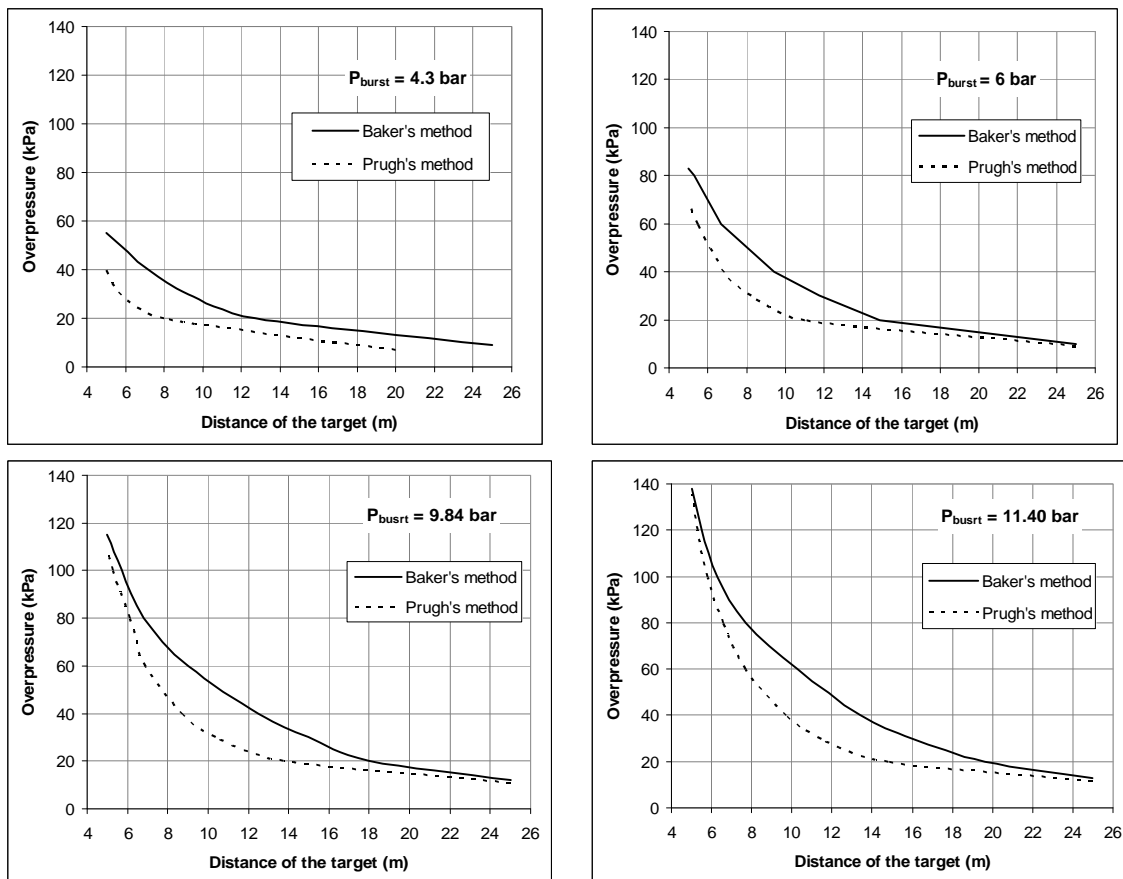 140
120
100
80
60
40
20
0
Overpressure (kPa)
P_burst = 4.3 bar
Baker's method
Prugh's method
4 6 8 10 12 14 16 18 20 22 24 26
Distance of the target (m)
140
120
100
80
60
40
20
0
Overpressure (kPa)
P_burst = 6 bar
Baker's method
Prugh's method
4 6 8 10 12 14 16 18 20 22 24 26
Distance of the target (m)
140
120
100
80
60
40
20
0
Overpressure (kPa)
P_busrt = 9.84 bar
Baker's method
Prugh's method
4 6 8 10 12 14 16 18 20 22 24 26
Distance of the target (m)
140
120
100
80
60
40
20
0
Overpressure (kPa)
P_busrt = 11.40 bar
Baker's method
Prugh's method
4 6 8 10 12 14 16 18 20 22 24 26
Distance of the target (m)